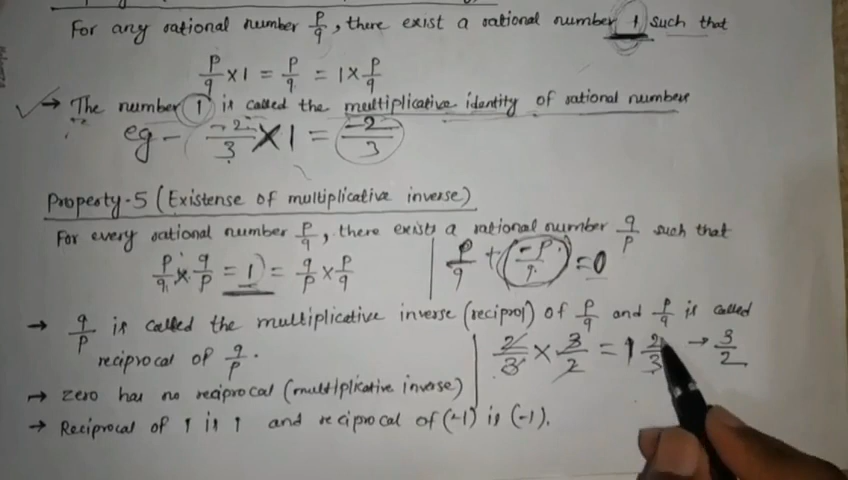 For any rational number p/q, there exist a rational number 1 such that
p/q × 1 = p/q = 1 × p/q
→ The number 1 is called the multiplicative identity of rational numbers
eg - -2/3 × 1 = -2/3
Property-5 (Existense of multiplicative inverse)
For every rational number p/q, there exists a rational number q/p such that
p/q × q/p = 1 = q/p × p/q
p/q + (-p/q) = 0
→ q/p is called the multiplicative inverse (reciprol) of p/q and p/q is called
reciprocal of q/p.
2/3 × 3/2 = 1 2/3 → 3/2
→ zero has no reciprocal (multiplicative inverse)
→ Reciprocal of 1 is 1 and reciprocal of (-1) is (-1).